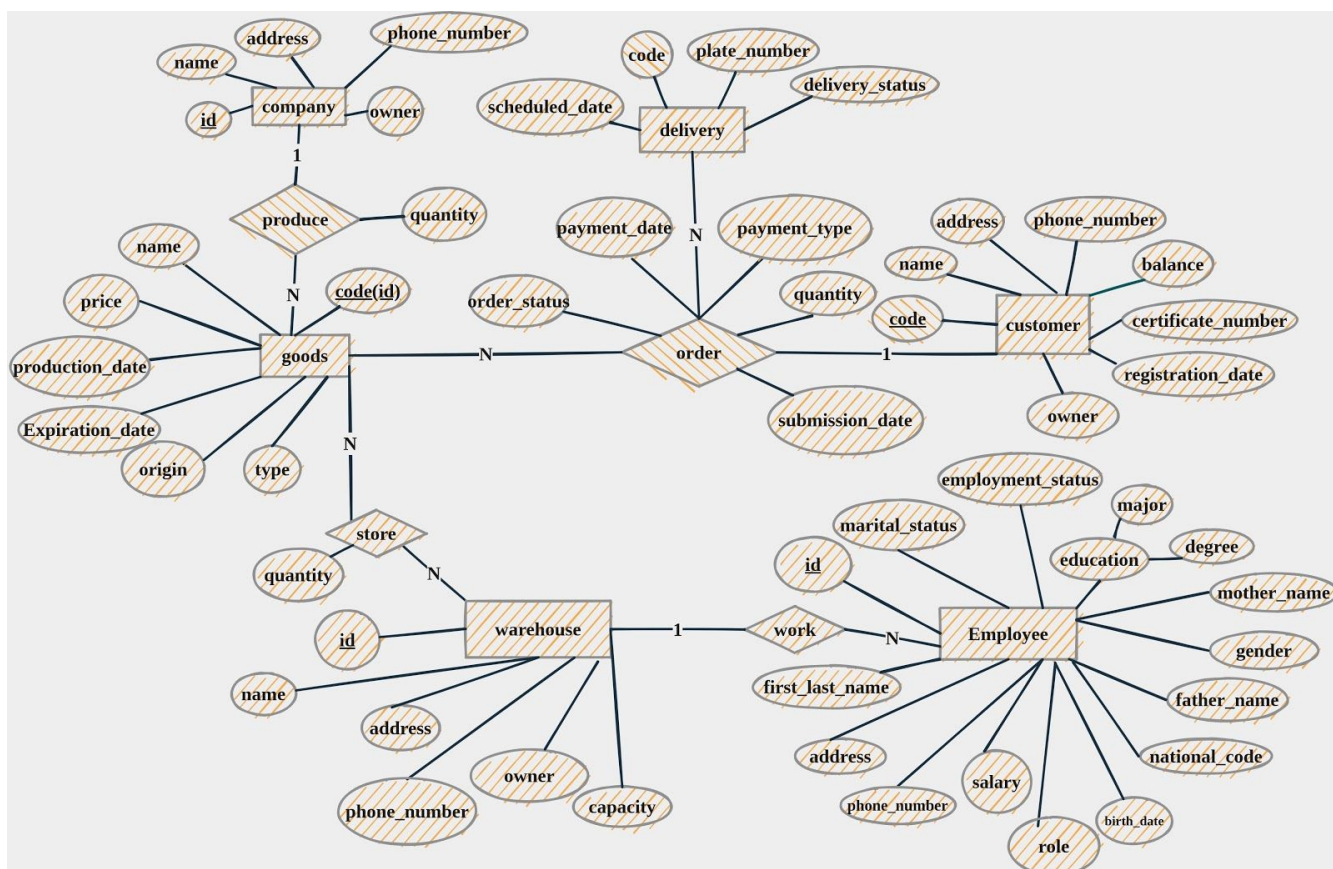 address
phone_number
name
company
id
owner
1
produce
quantity
N
code
plate_number
delivery_status
scheduled_date
delivery
N
payment_date
payment_type
order_status
quantity
order
submission_date
N
1
address
phone_number
name
balance
code
customer
certificate_number
registration_date
owner
name
code(id)
price
goods
production_date
Expiration_date
origin
type
N
store
quantity
N
id
warehouse
name
address
owner
phone_number
capacity
1
work
N
employment_status
marital_status
major
education
degree
id
mother_name
Employee
gender
first_last_name
father_name
address
national_code
phone_number
salary
birth_date
role